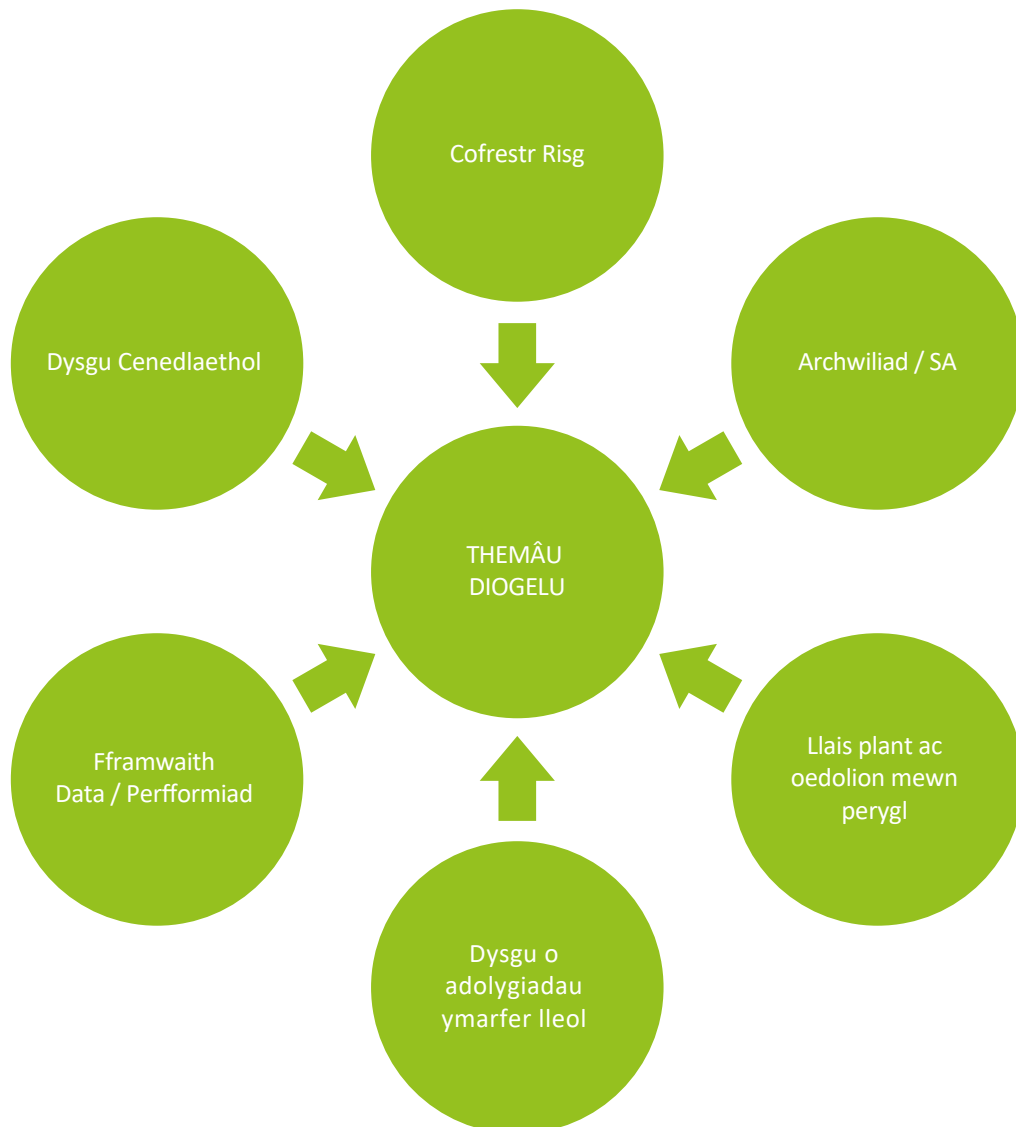 Cofrestr Risg
Dysgu Cenedlaethol
Archwiliad / SA
THEMÂU
DIOGELU
Fframwaith
Data / Perfformiad
Llais plant ac
oedolion mewn
perygl
Dysgu o
adolygiadau
ymarfer lleol